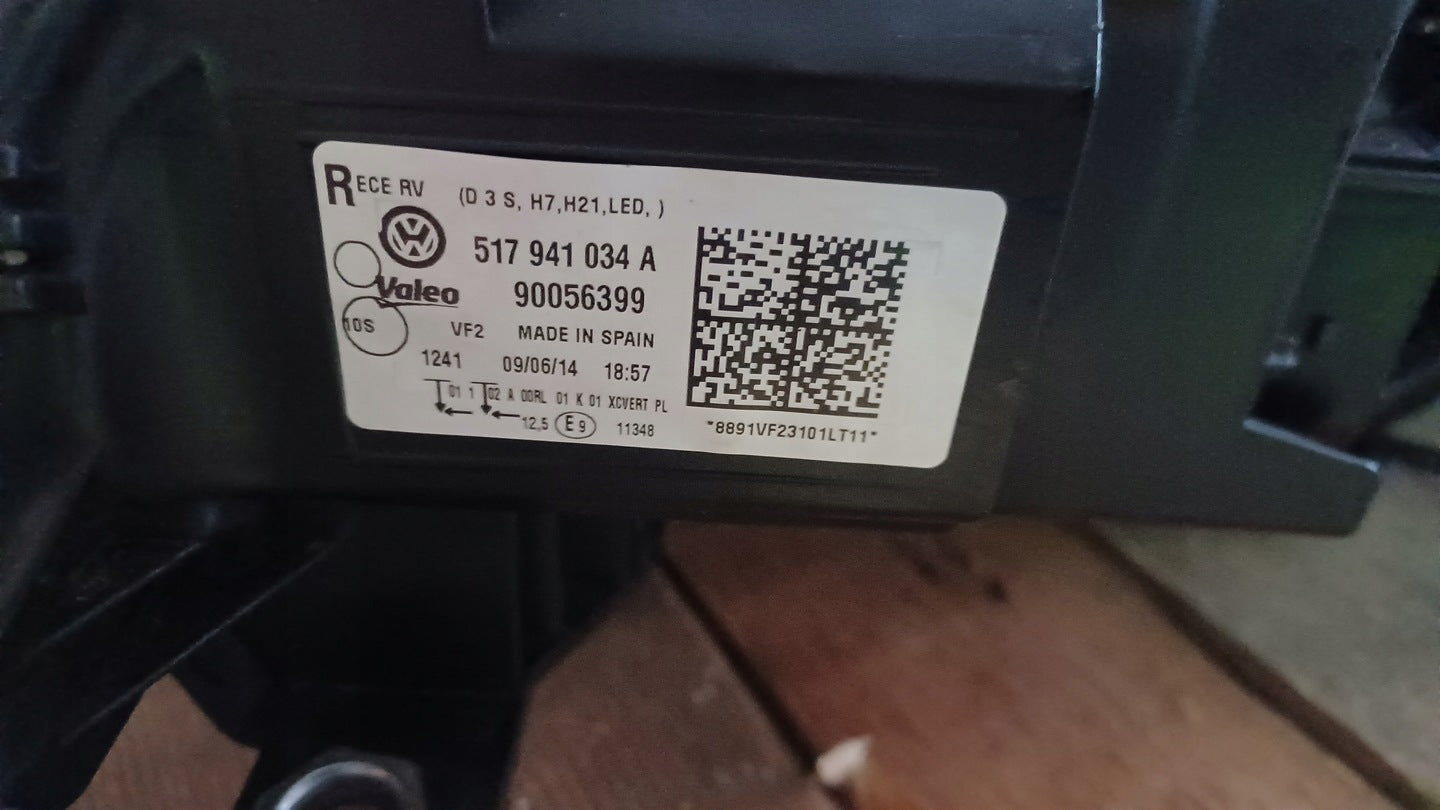 R ECE RV (D 3 S, H7,H21,LED, )
517 941 034 A
Valeo 90056399
10S VF2 MADE IN SPAIN
1241 09/06/14 18:57
01 1 02 A 00RL 01 K 01 XCVERT PL
12,5 E9 11348 "8891VF23101LT11"